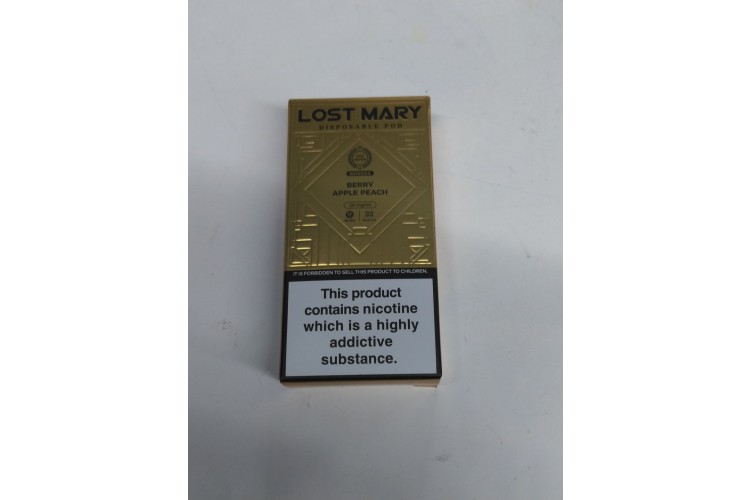 LOST MARY
DISPOSABLE POD
BERRY
APPLE PEACH
IT IS FORBIDDEN TO SELL THIS PRODUCT TO CHILDREN.
This product
contains nicotine
which is a highly
addictive
substance.